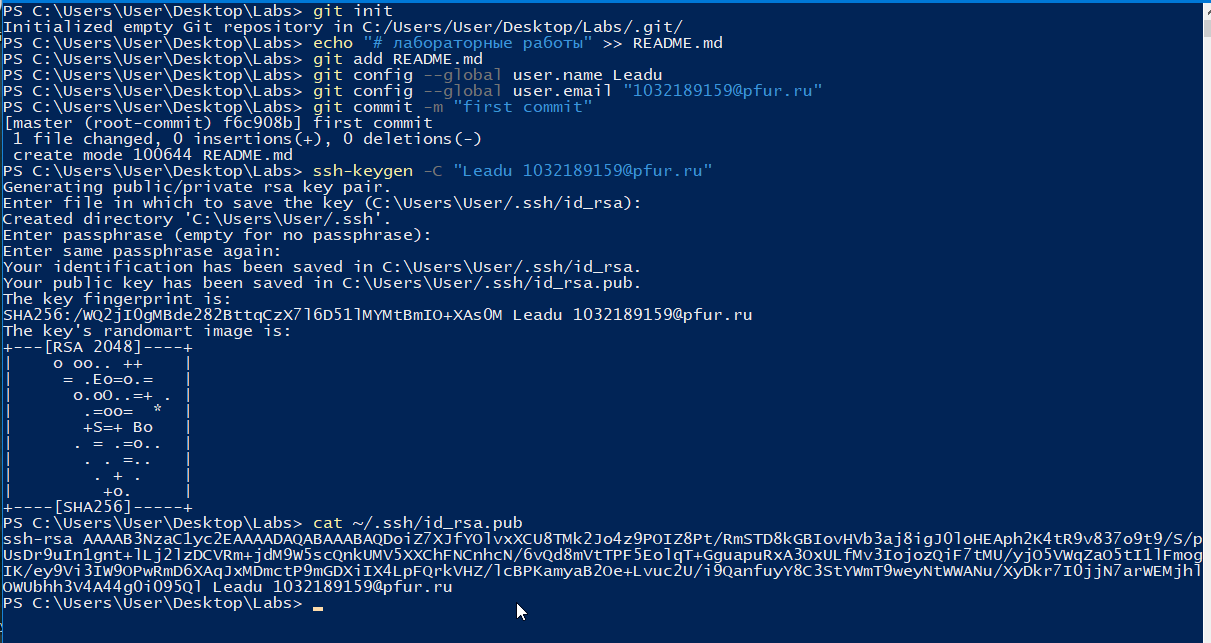 PS C:\Users\User\Desktop\Labs> git init
Initialized empty Git repository in C:/Users/User/Desktop/Labs/.git/
PS C:\Users\User\Desktop\Labs> echo "# лабораторные работы" >> README.md
PS C:\Users\User\Desktop\Labs> git add README.md
PS C:\Users\User\Desktop\Labs> git config --global user.name Leadu
PS C:\Users\User\Desktop\Labs> git config --global user.email "1032189159@pfur.ru"
PS C:\Users\User\Desktop\Labs> git commit -m "first commit"
[master (root-commit) f6c908b] first commit
 1 file changed, 0 insertions(+), 0 deletions(-)
 create mode 100644 README.md
PS C:\Users\User\Desktop\Labs> ssh-keygen -C "Leadu 1032189159@pfur.ru"
Generating public/private rsa key pair.
Enter file in which to save the key (C:\Users\User/.ssh/id_rsa):
Created directory 'C:\Users\User/.ssh'.
Enter passphrase (empty for no passphrase):
Enter same passphrase again:
Your identification has been saved in C:\Users\User/.ssh/id_rsa.
Your public key has been saved in C:\Users\User/.ssh/id_rsa.pub.
The key fingerprint is:
SHA256:/WQ2jI0gMBde282BttqCzX7l6D51lMYMtBmIO+XAs0M Leadu 1032189159@pfur.ru
The key's randomart image is:
+---[RSA 2048]----+
|    o oo.. ++    |
|     = .Eo=o.=   |
|      o.oO..=+ . |
|       .=oo=  *  |
|       +S=+ Bo   |
|      . = .=o..  |
|       . . =..   |
|        . + .    |
|         +o.     |
+----[SHA256]-----+
PS C:\Users\User\Desktop\Labs> cat ~/.ssh/id_rsa.pub
ssh-rsa AAAAB3NzaC1yc2EAAAADAQABAAABAQDoiZ7XJfYOlvxXCU8TMk2Jo4z9POIZ8Pt/RmSTD8kGBIovHVb3aj8igJ0loHEAph2K4tR9v837o9t9/S/p
UsDr9uIn1gnt+lLj2lzDCVRm+jdM9W5scQnkUMV5XXChFNCnhcN/6vQd8mVtTPF5EolqT+GguapuRxA3OxULfMv3IojozQiF7tMU/yjO5VWqZaO5tI1lFmog
IK/ey9Vi3IW9OPwRmD6XAqJxMDmctP9mGDXiIX4LpFQrkVHZ/lcBPKamyaB2Oe+Lvuc2U/i9QanfuyY8C3StYWmT9weyNtWWANu/XyDkr7I0jjN7arWEMjhl
OWUbhh3V4A44g0i095Ql Leadu 1032189159@pfur.ru
PS C:\Users\User\Desktop\Labs>